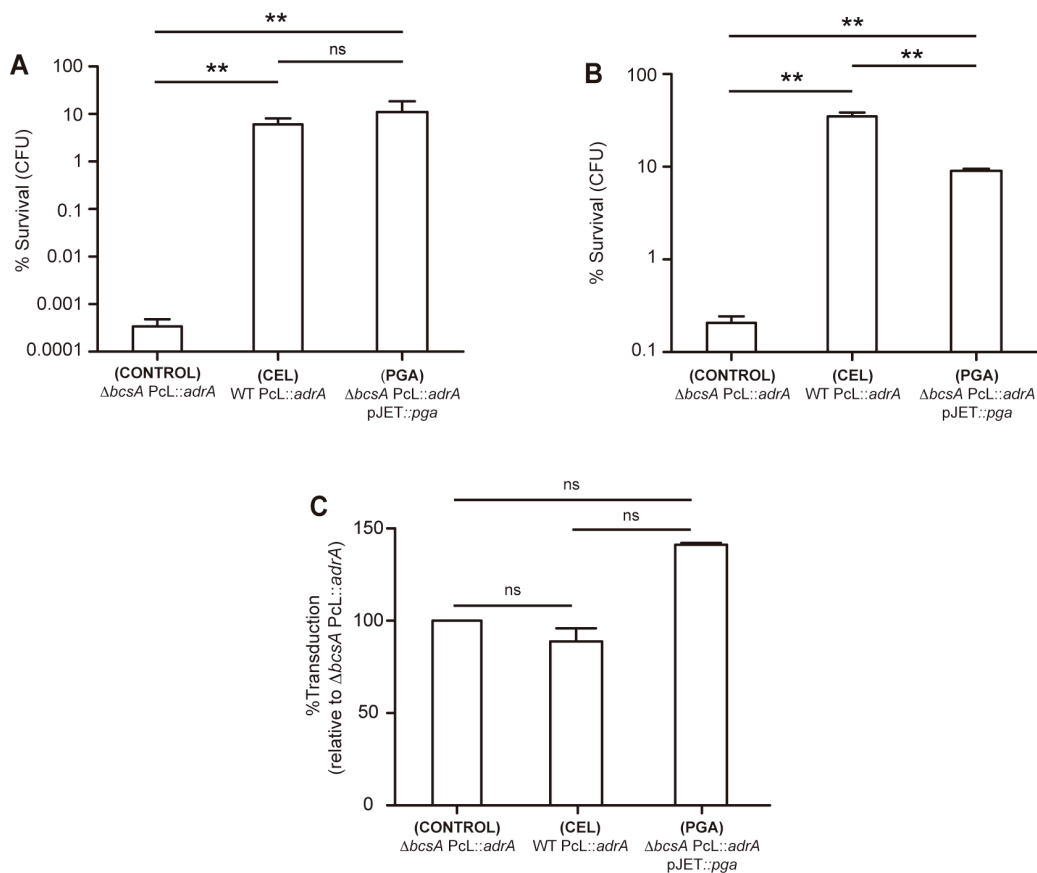 A
**
**
ns
% Survival (CFU)
100
10
1
0.1
0.01
0.001
0.0001
(CONTROL)
ΔbcsA PcL::adrA
(CEL)
WT PcL::adrA
(PGA)
ΔbcsA PcL::adrA
pJET::pga
B
**
**
**
% Survival (CFU)
100
10
1
0.1
(CONTROL)
ΔbcsA PcL::adrA
(CEL)
WT PcL::adrA
(PGA)
ΔbcsA PcL::adrA
pJET::pga
C
ns
ns
ns
%Transduction
(relative to ΔbcsA PcL::adrA)
150
100
50
0
(CONTROL)
ΔbcsA PcL::adrA
(CEL)
WT PcL::adrA
(PGA)
ΔbcsA PcL::adrA
pJET::pga